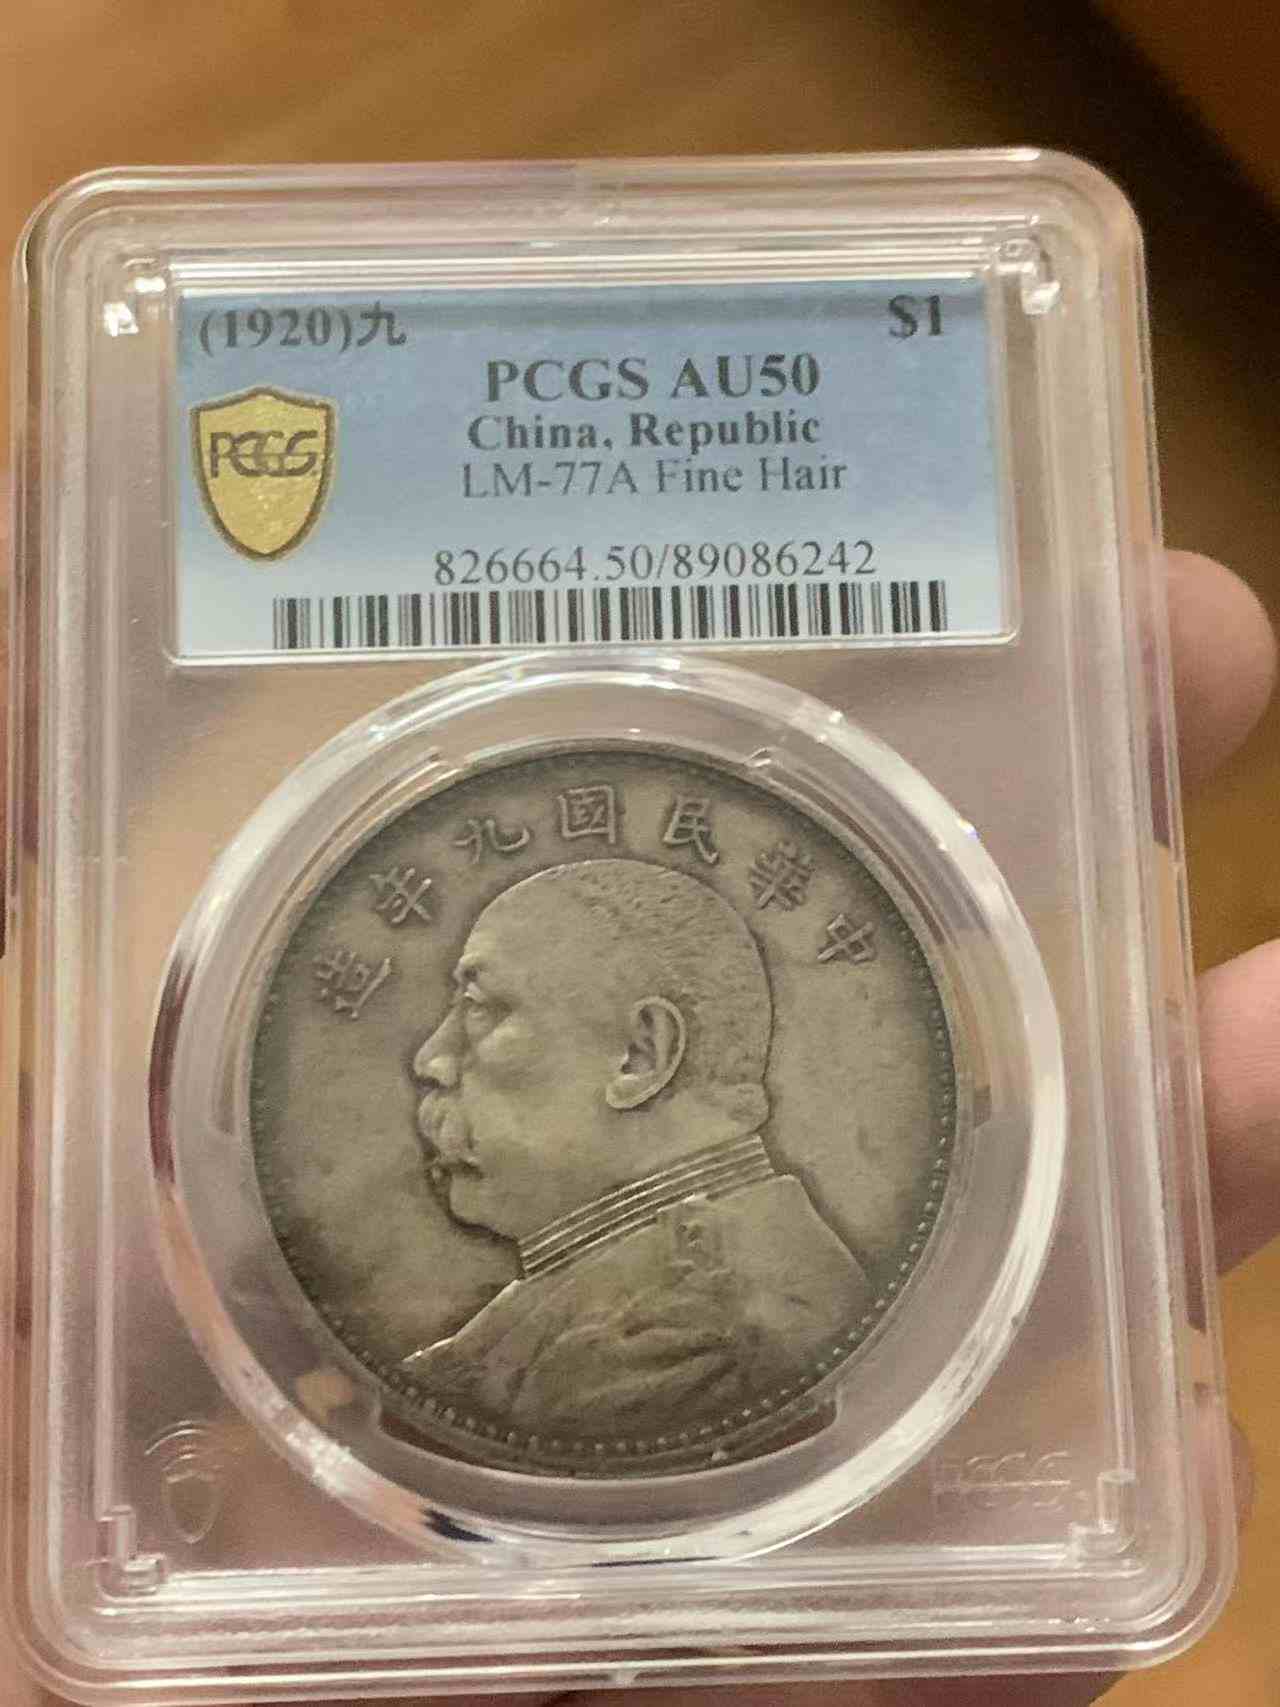 (1920)九 $1
PCGS AU50
China, Republic
LM-77A Fine Hair
PCGS
826664.50/89086242
中華民國九年造
PCGS